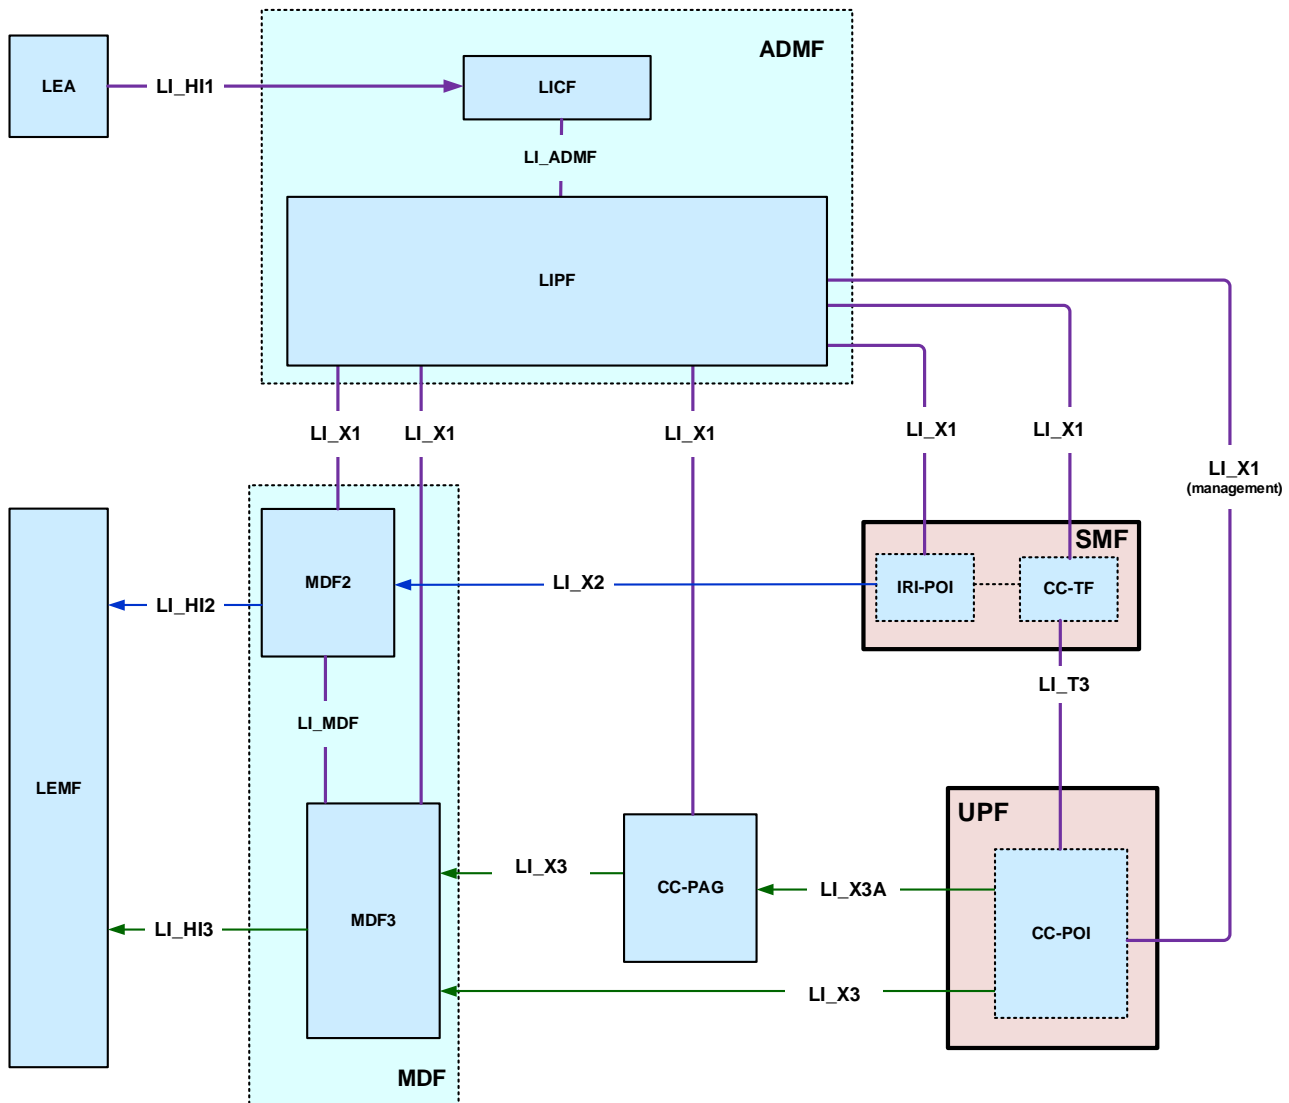 ADMF
LEA
LI_HI1
LICF
LI_ADMF
LIPF
LI_X1
LI_X1
LI_X1
LI_X1
LI_X1
LI_X1
(management)
SMF
MDF2
LI_X2
IRI-POI
CC-TF
LI_HI2
LI_T3
LI_MDF
LEMF
UPF
LI_X3
CC-PAG
LI_X3A
MDF3
LI_HI3
CC-POI
LI_X3
MDF